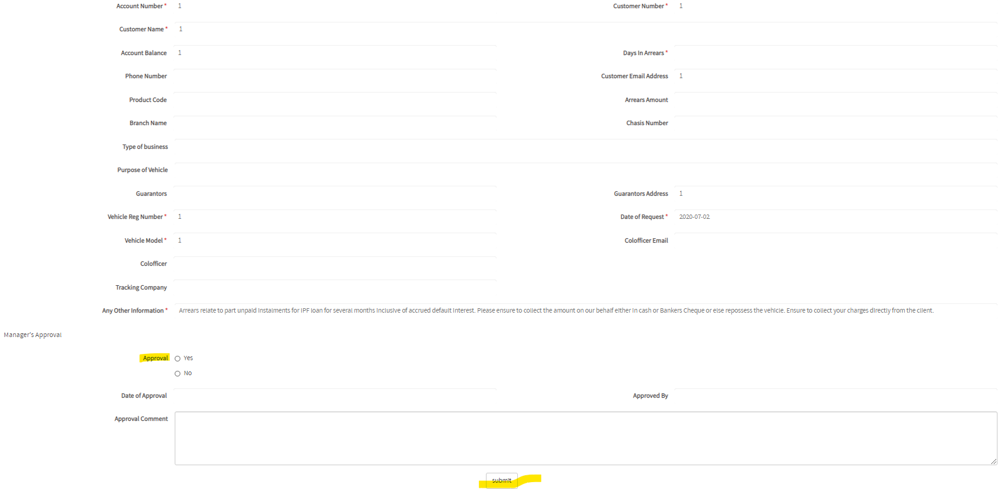 Account Number * 1 Customer Number * 1
Customer Name * 1
Account Balance 1 Days In Arrears *
Phone Number Customer Email Address 1
Product Code Arrears Amount
Branch Name Chasis Number
Type of business
Purpose of Vehicle
Guarantors Guarantors Address 1
Vehicle Reg Number * 1 Date of Request * 2020-07-02
Vehicle Model * 1 Colofficer Email
Colofficer
Tracking Company
Any Other Information * Arrears relate to part unpaid instalments for IPF loan for several months inclusive of accrued default interest. Please ensure to collect the amount on our behalf either in cash or Bankers Cheque or else repossess the vehicle. Ensure to collect your charges directly from the client.
Manager's Approval
Approval Yes
No
Date of Approval Approved By
Approval Comment
submit